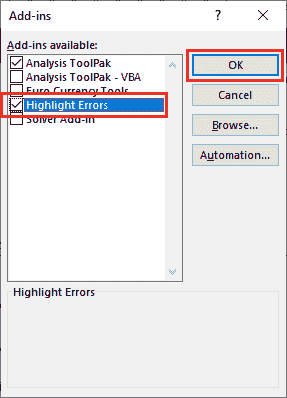 Add-ins
?
×
Add-ins available:
Analysis ToolPak
Analysis ToolPak - VBA
Euro Currency Tools
Highlight Errors
Solver Add-in
OK
Cancel
Browse...
Automation...
Highlight Errors